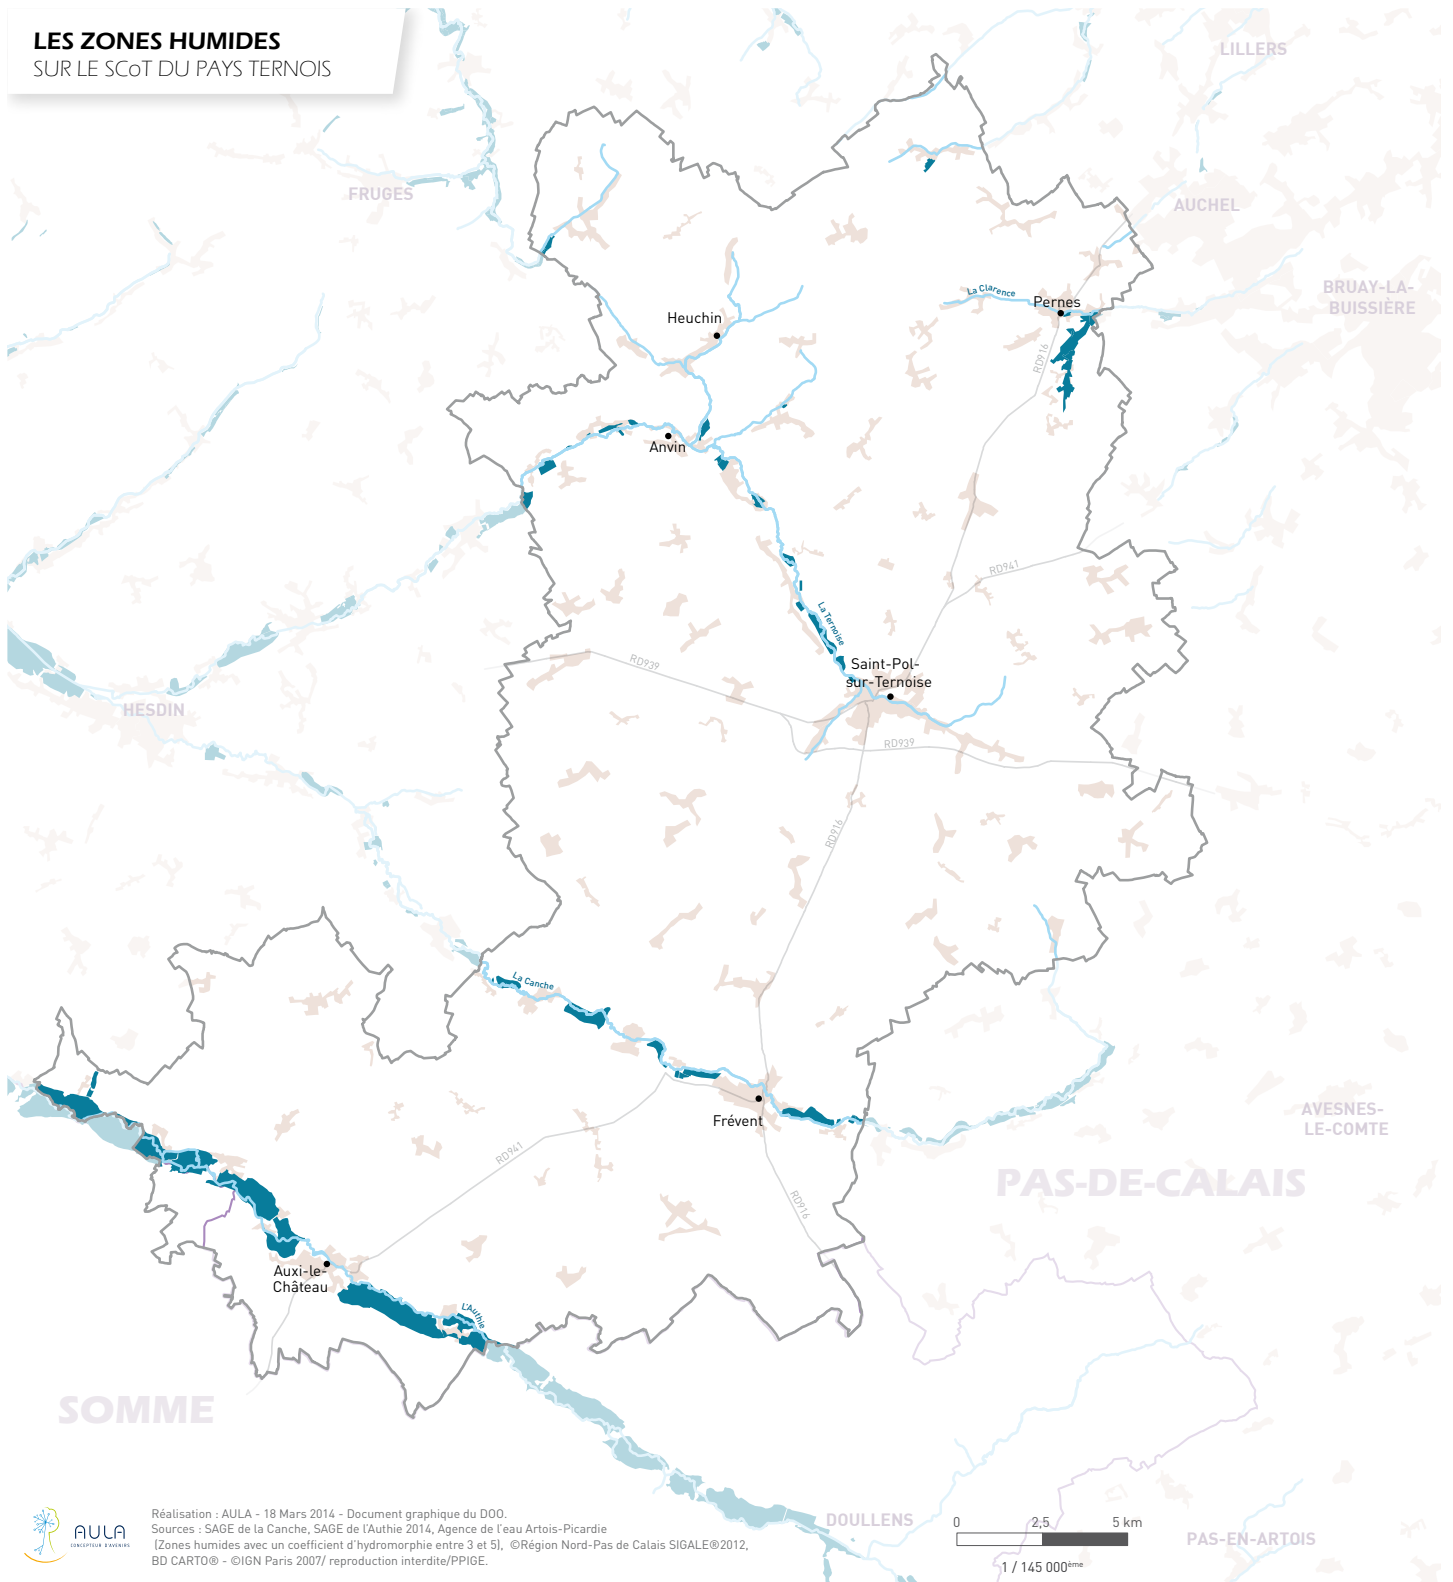 LES ZONES HUMIDES
SUR LE SCoT DU PAYS TERNOIS
LILLERS
FRUGES
AUCHEL
BRUAY-LA-
BUISSIÈRE
La Clarence
Pernes
Heuchin
RD916
Anvin
RD941
La Ternoise
Saint-Pol-
sur-Ternoise
RD939
HESDIN
RD939
RD916
La Canche
Frévent
AVESNES-
LE-COMTE
RD941
PAS-DE-CALAIS
RD916
Auxi-le-
Château
L'Authie
SOMME
DOULLENS
PAS-EN-ARTOIS
AULA
CONCEPTEUR D'AVENIRS
Réalisation : AULA - 18 Mars 2014 - Document graphique du DOO.
Sources : SAGE de la Canche, SAGE de l'Authie 2014, Agence de l'eau Artois-Picardie
(Zones humides avec un coefficient d'hydromorphie entre 3 et 5), ©Région Nord-Pas de Calais SIGALE®2012,
BD CARTO® - ©IGN Paris 2007/ reproduction interdite/PPIGE.
0 2,5 5 km
1 / 145 000ème